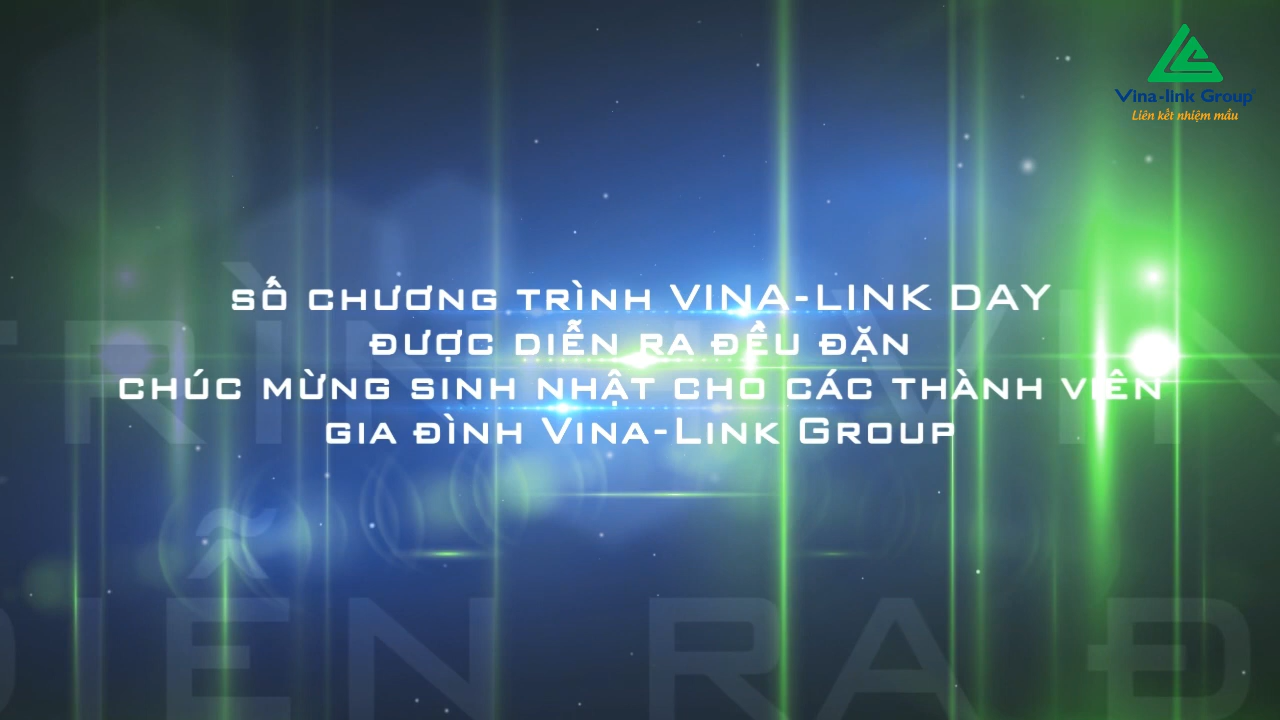 Vina-link Group
Liên kết nhiệm mầu
SỐ CHƯƠNG TRÌNH VINA-LINK DAY
ĐƯỢC DIỄN RA ĐỀU ĐẶN
CHÚC MỪNG SINH NHẬT CHO CÁC THÀNH VIÊN
GIA ĐÌNH VINA-LINK GROUP